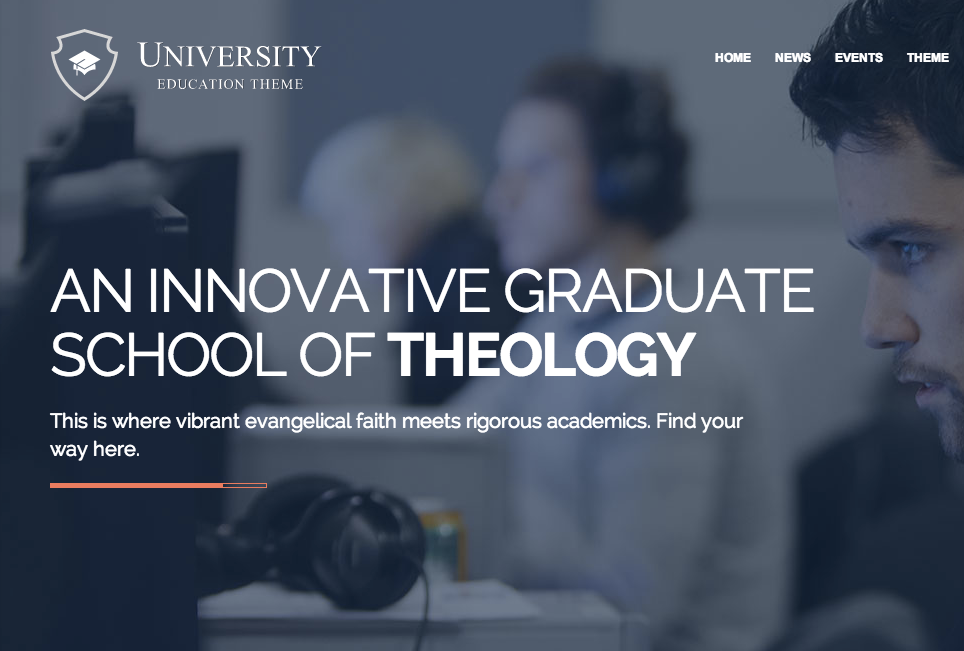 UNIVERSITY
EDUCATION THEME
HOME NEWS EVENTS THEME
AN INNOVATIVE GRADUATE
SCHOOL OF THEOLOGY
This is where vibrant evangelical faith meets rigorous academics. Find your
way here.